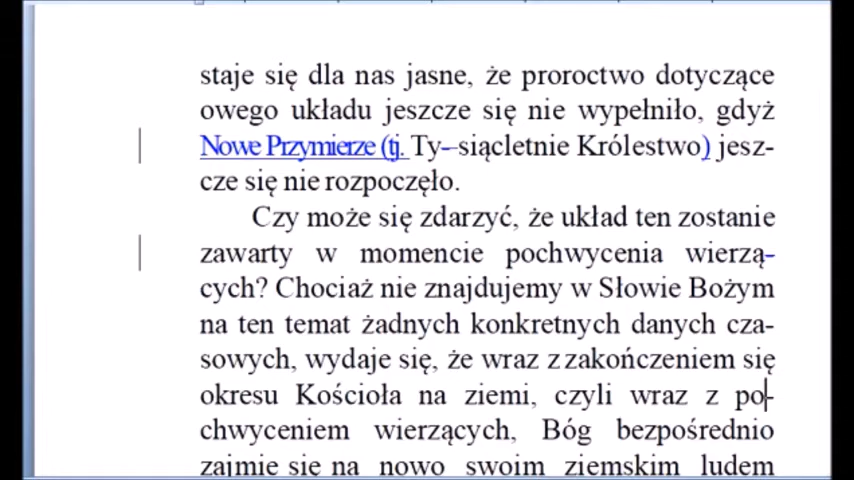 staje się dla nas jasne, że proroctwo dotyczące
owego układu jeszcze się nie wypełniło, gdyż
Nowe Przymierze (tj. Ty-siącletnie Królestwo) jesz-
cze się nie rozpoczęło.
Czy może się zdarzyć, że układ ten zostanie
zawarty w momencie pochwycenia wierzą-
cych? Chociaż nie znajdujemy w Słowie Bożym
na ten temat żadnych konkretnych danych cza-
sowych, wydaje się, że wraz z zakończeniem się
okresu Kościoła na ziemi, czyli wraz z po-
chwyceniem wierzących, Bóg bezpośrednio
zajmie się na nowo swoim ziemskim ludem